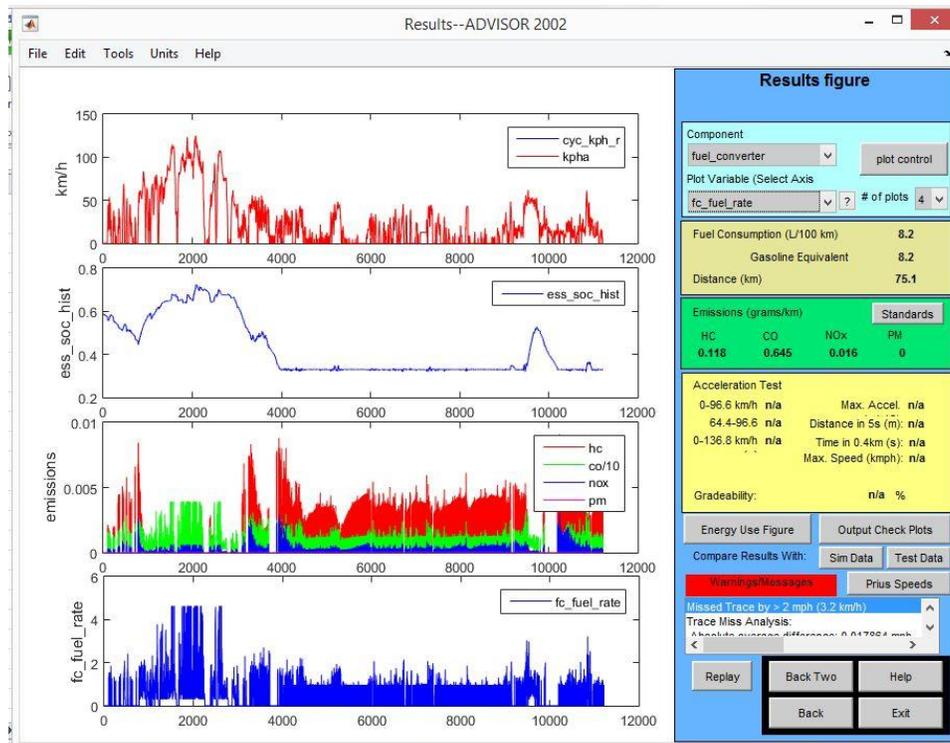 Results--ADVISOR 2002
File Edit Tools Units Help
150
100
50
0
km/h
cyc_kph_r
kpha
0 2000 4000 6000 8000 10000 12000
0.8
0.6
0.4
0.2
ess_soc_hist
ess_soc_hist
0 2000 4000 6000 8000 10000 12000
0.01
0.005
0
emissions
hc
co/10
nox
pm
0 2000 4000 6000 8000 10000 12000
6
4
2
0
fc_fuel_rate
fc_fuel_rate
0 2000 4000 6000 8000 10000 12000
Results figure
Component
fuel_converter
plot control
Plot Variable (Select Axis
fc_fuel_rate ? # of plots 4
Fuel Consumption (L/100 km) 8.2
Gasoline Equivalent 8.2
Distance (km) 75.1
Emissions (grams/km) Standards
HC CO NOx PM
0.118 0.645 0.016 0
Acceleration Test
0-96.6 km/h n/a Max. Accel. n/a
64.4-96.6 n/a Distance in 5s (m): n/a
0-136.8 km/h n/a Time in 0.4km (s): n/a
Max. Speed (kmph): n/a
Gradeability: n/a %
Energy Use Figure Output Check Plots
Compare Results With: Sim Data Test Data
Warnings/Messages Prius Speeds
Missed Trace by > 2 mph (3.2 km/h)
Trace Miss Analysis:
Absolute average difference: 0.017864 mph
Replay Back Two Help
Back Exit